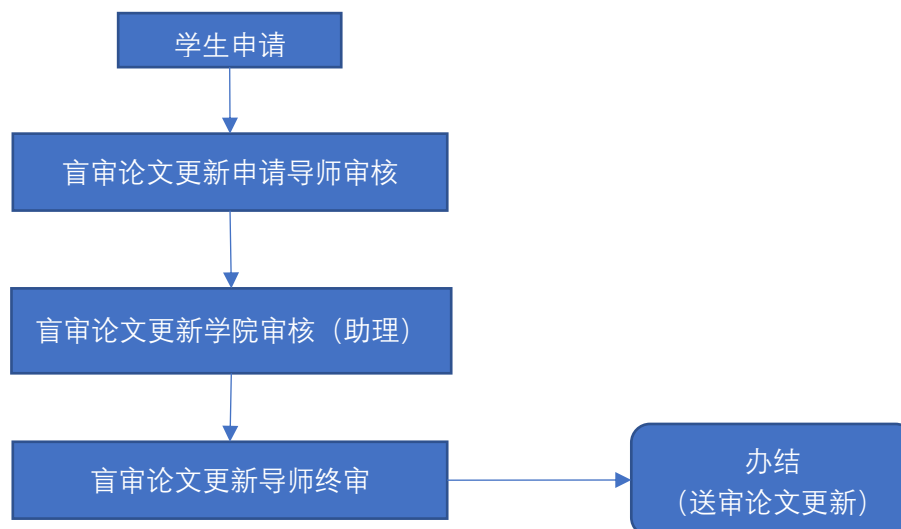 学生申请
盲审论文更新申请导师审核
盲审论文更新学院审核（助理）
盲审论文更新导师终审
办结
（送审论文更新）